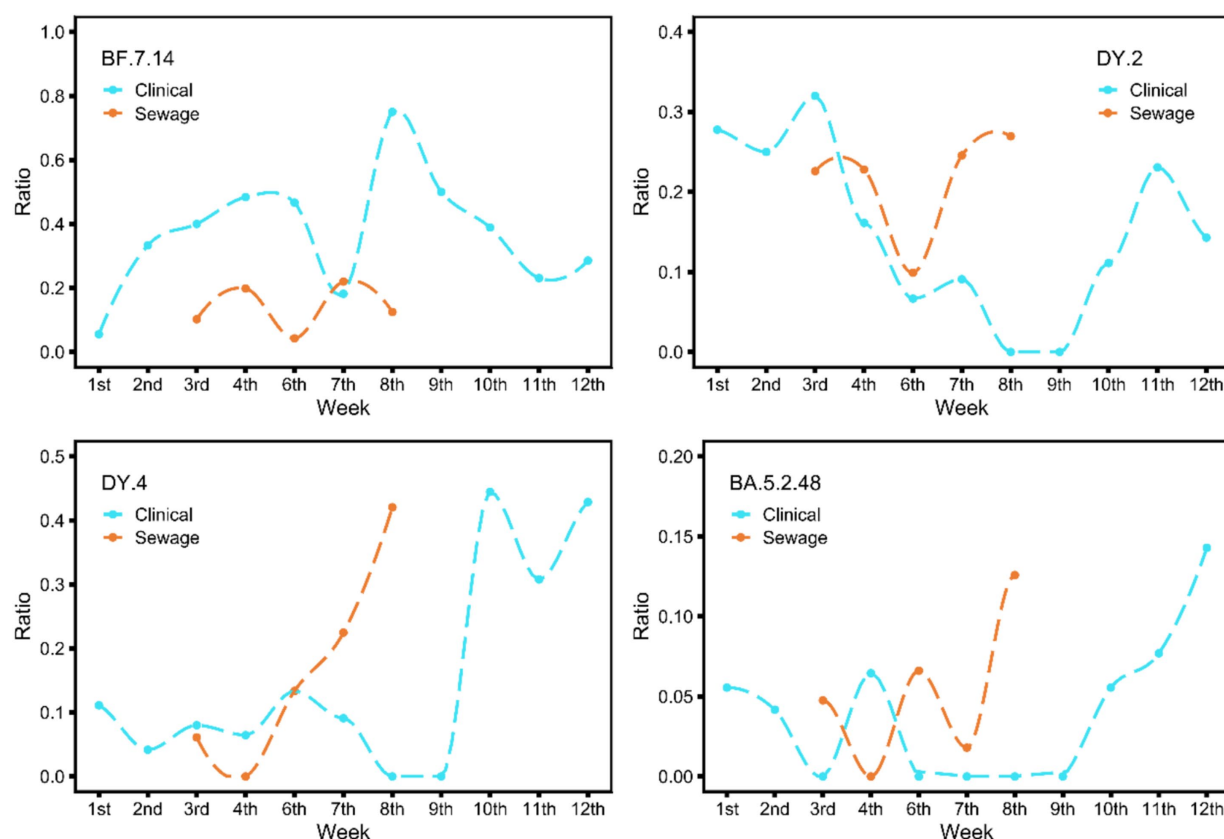 BF.7.14
Clinical
Sewage
Ratio
1.0
0.8
0.6
0.4
0.2
0.0
1st 2nd 3rd 4th 6th 7th 8th 9th 10th 11th 12th
Week
DY.2
Clinical
Sewage
Ratio
0.4
0.3
0.2
0.1
0.0
1st 2nd 3rd 4th 6th 7th 8th 9th 10th 11th 12th
Week
DY.4
Clinical
Sewage
Ratio
0.5
0.4
0.3
0.2
0.1
0.0
1st 2nd 3rd 4th 6th 7th 8th 9th 10th 11th 12th
Week
BA.5.2.48
Clinical
Sewage
Ratio
0.20
0.15
0.10
0.05
0.00
1st 2nd 3rd 4th 6th 7th 8th 9th 10th 11th 12th
Week